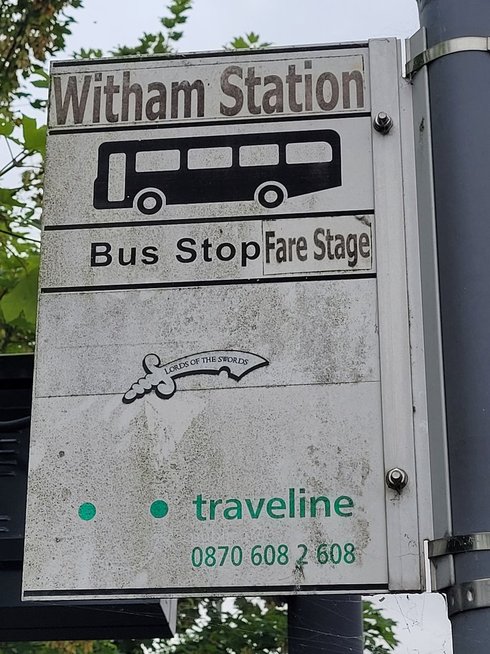 Witham Station
Bus Stop Fare Stage
LORDS OF THE SWORDS
traveline
0870 608 2 608